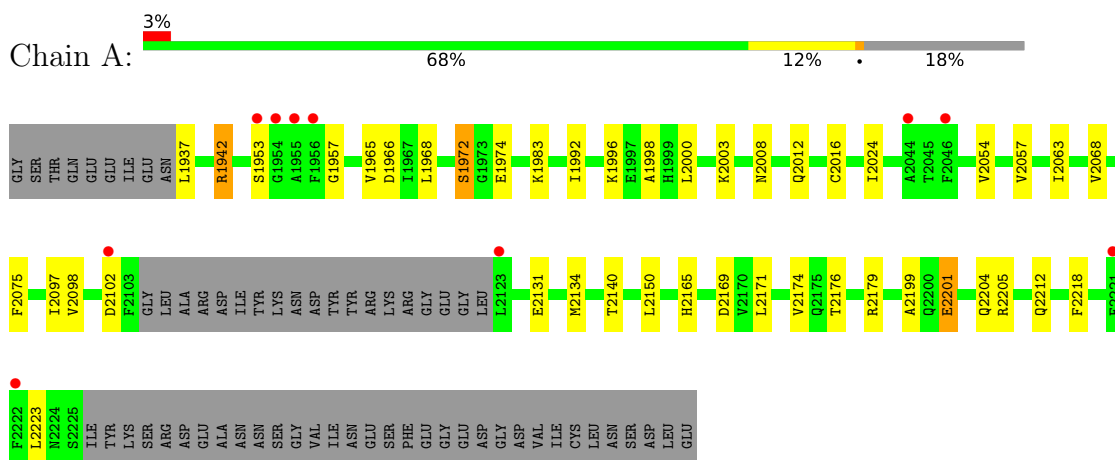 3%
Chain A:
68% 12% • 18%
GLY SER THR GLN GLU GLU ILE GLU ASN L1937 R1942 S1953 G1954 A1955 F1956 G1957 V1965 D1966 I1967 L1968 S1972 G1973 E1974 K1983 I1992 K1996 E1997 A1998 H1999 L2000 K2003 N2008 Q2012 C2016 I2024 A2044 T2045 F2046 V2054 V2057 I2063 V2068
F2075 I2097 V2098 D2102 F2103 GLY LEU ALA ARG ASP ILE TYR LYS ASN ASP TYR TYR ARG LYS ARG GLY GLU GLY LEU L2123 E2131 M2134 T2140 L2150 H2165 D2169 V2170 L2171 V2174 Q2175 T2176 R2179 A2199 Q2200 E2201 Q2204 R2205 Q2212 F2218 E2221
F2222 L2223 N2224 S2225 ILE TYR LYS SER ARG ASP GLU ALA ASN ASN SER GLY VAL ILE ASN GLU SER PHE GLU GLY GLU ASP GLY ASP VAL ILE CYS LEU ASN SER ASP LEU GLU